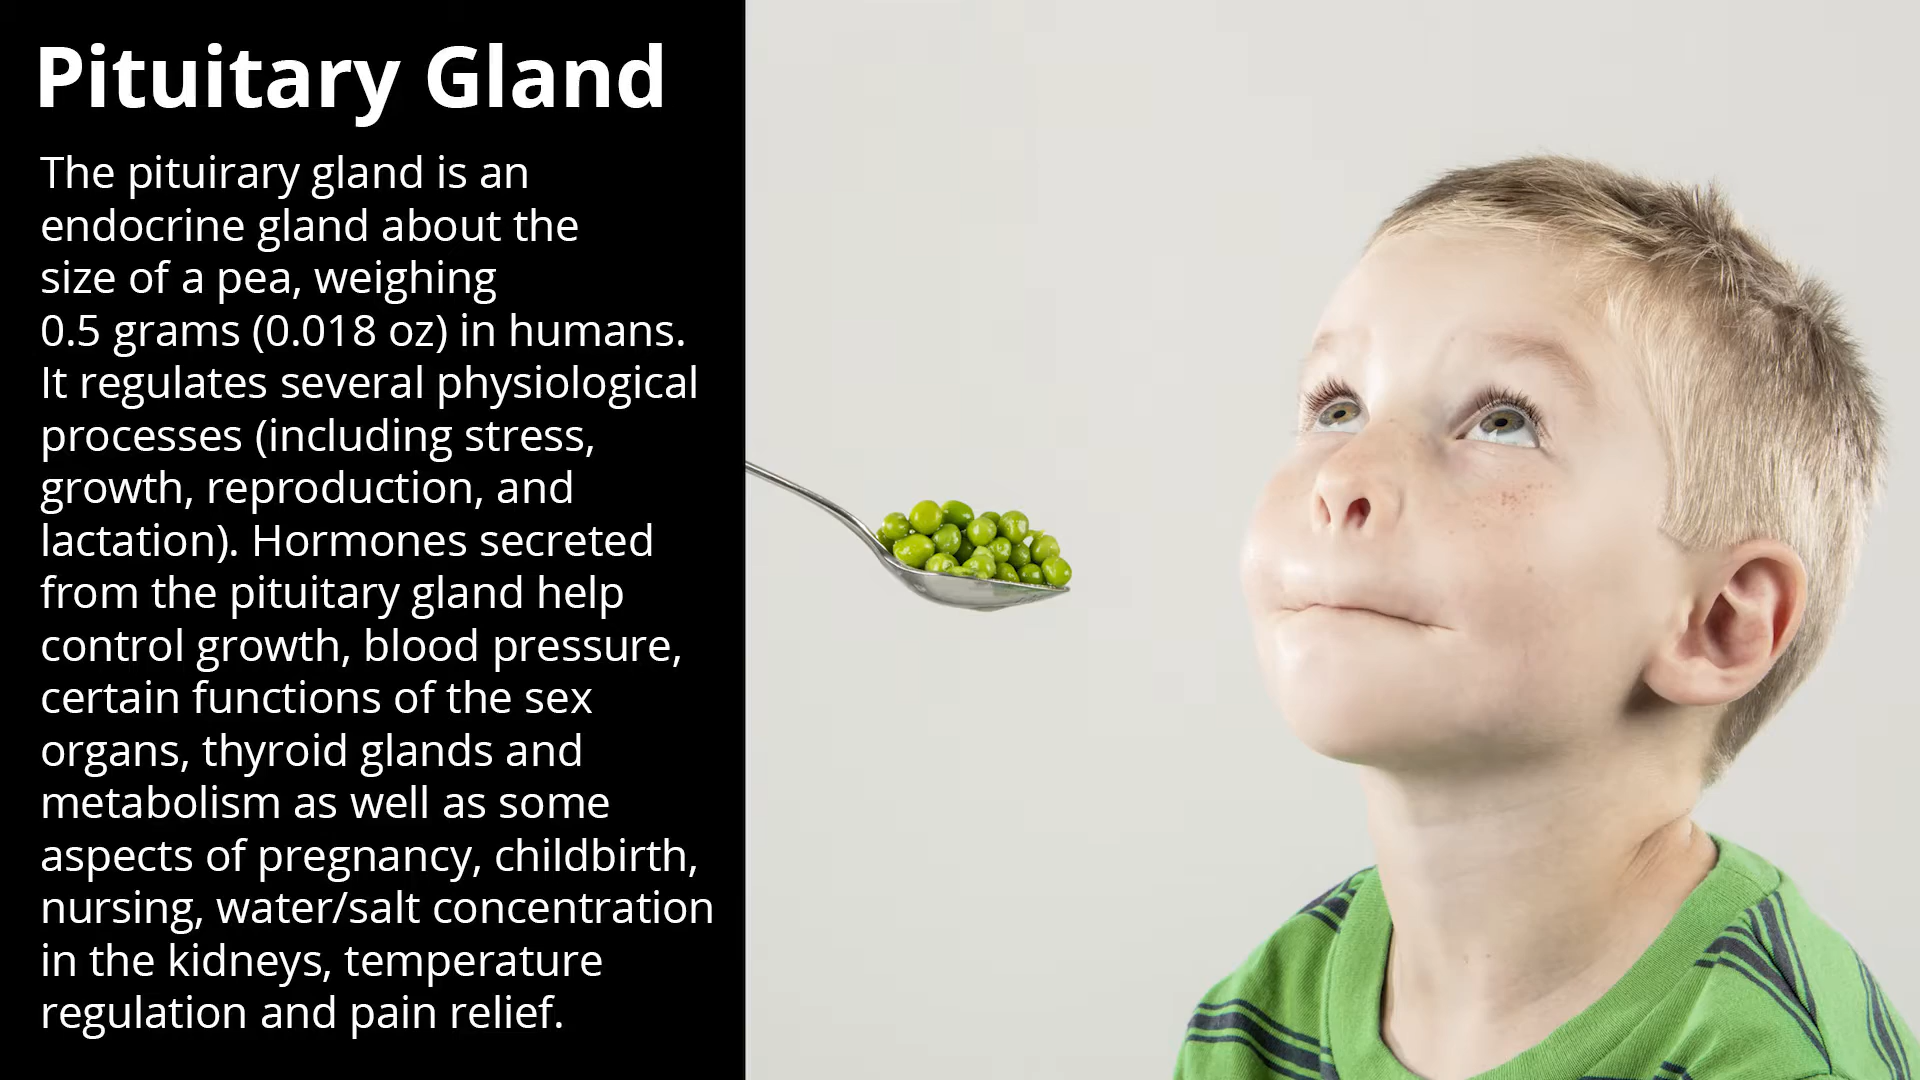 Pituitary Gland
The pituirary gland is an
endocrine gland about the
size of a pea, weighing
0.5 grams (0.018 oz) in humans.
It regulates several physiological
processes (including stress,
growth, reproduction, and
lactation). Hormones secreted
from the pituitary gland help
control growth, blood pressure,
certain functions of the sex
organs, thyroid glands and
metabolism as well as some
aspects of pregnancy, childbirth,
nursing, water/salt concentration
in the kidneys, temperature
regulation and pain relief.